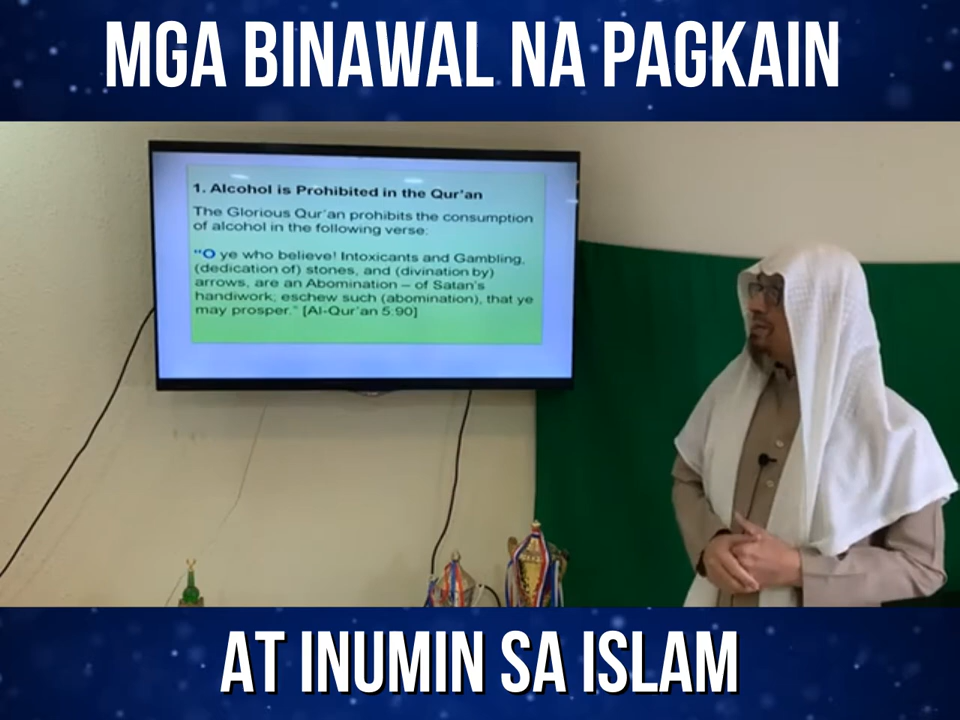 MGA BINAWAL NA PAGKAIN
1. Alcohol is Prohibited in the Qur'an
The Glorious Qur'an prohibits the consumption
of alcohol in the following verse:
"O ye who believe! Intoxicants and Gambling,
(dedication of) stones, and (divination by)
arrows, are an Abomination – of Satan's
handiwork; eschew such (abomination), that ye
may prosper." [Al-Qur'an 5:90]
AT INUMIN SA ISLAM